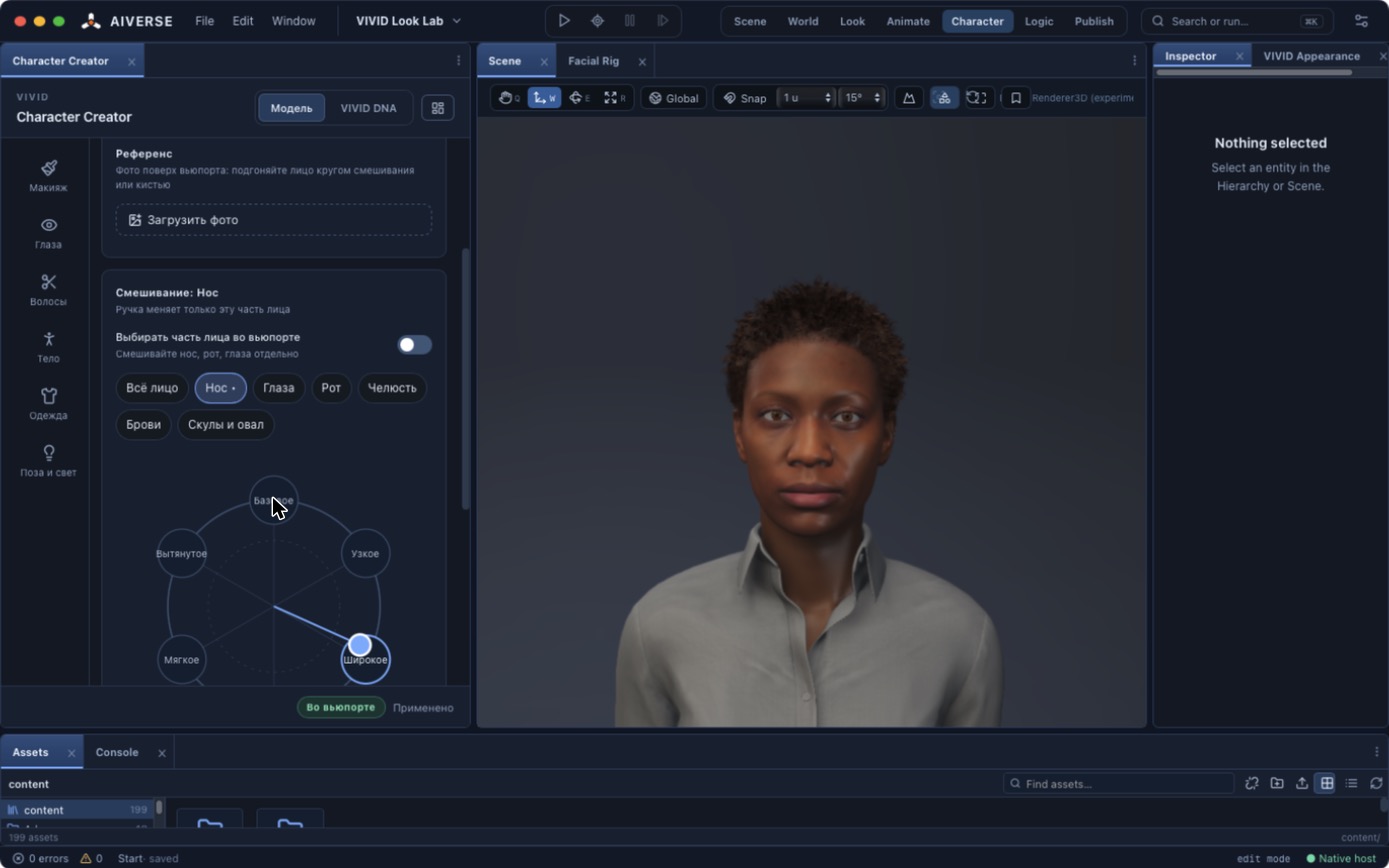 AIVERSE File Edit Window VIVID Look Lab Scene World Look Animate Character Logic Publish Search or run... ⌘K
Character Creator
Scene Facial Rig
Inspector VIVID Appearance
VIVID
Character Creator
Модель VIVID DNA
Q W E R Global Snap 1 u 15° Renderer3D (experim
Макияж
Глаза
Волосы
Тело
Одежда
Поза и свет
Референс
Фото поверх вьюпорта: подгоняйте лицо кругом смешивания
или кистью
Загрузить фото
Смешивание: Нос
Ручка меняет только эту часть лица
Выбирать часть лица во вьюпорте
Смешивайте нос, рот, глаза отдельно
Всё лицо Нос • Глаза Рот Челюсть
Брови Скулы и овал
Вытянутое Узкое
Мягкое Широкое
Во вьюпорте Применено
Nothing selected
Select an entity in the
Hierarchy or Scene.
Assets Console
content Find assets...
content 199
199 assets content/
0 errors 0 Start · saved edit mode Native host